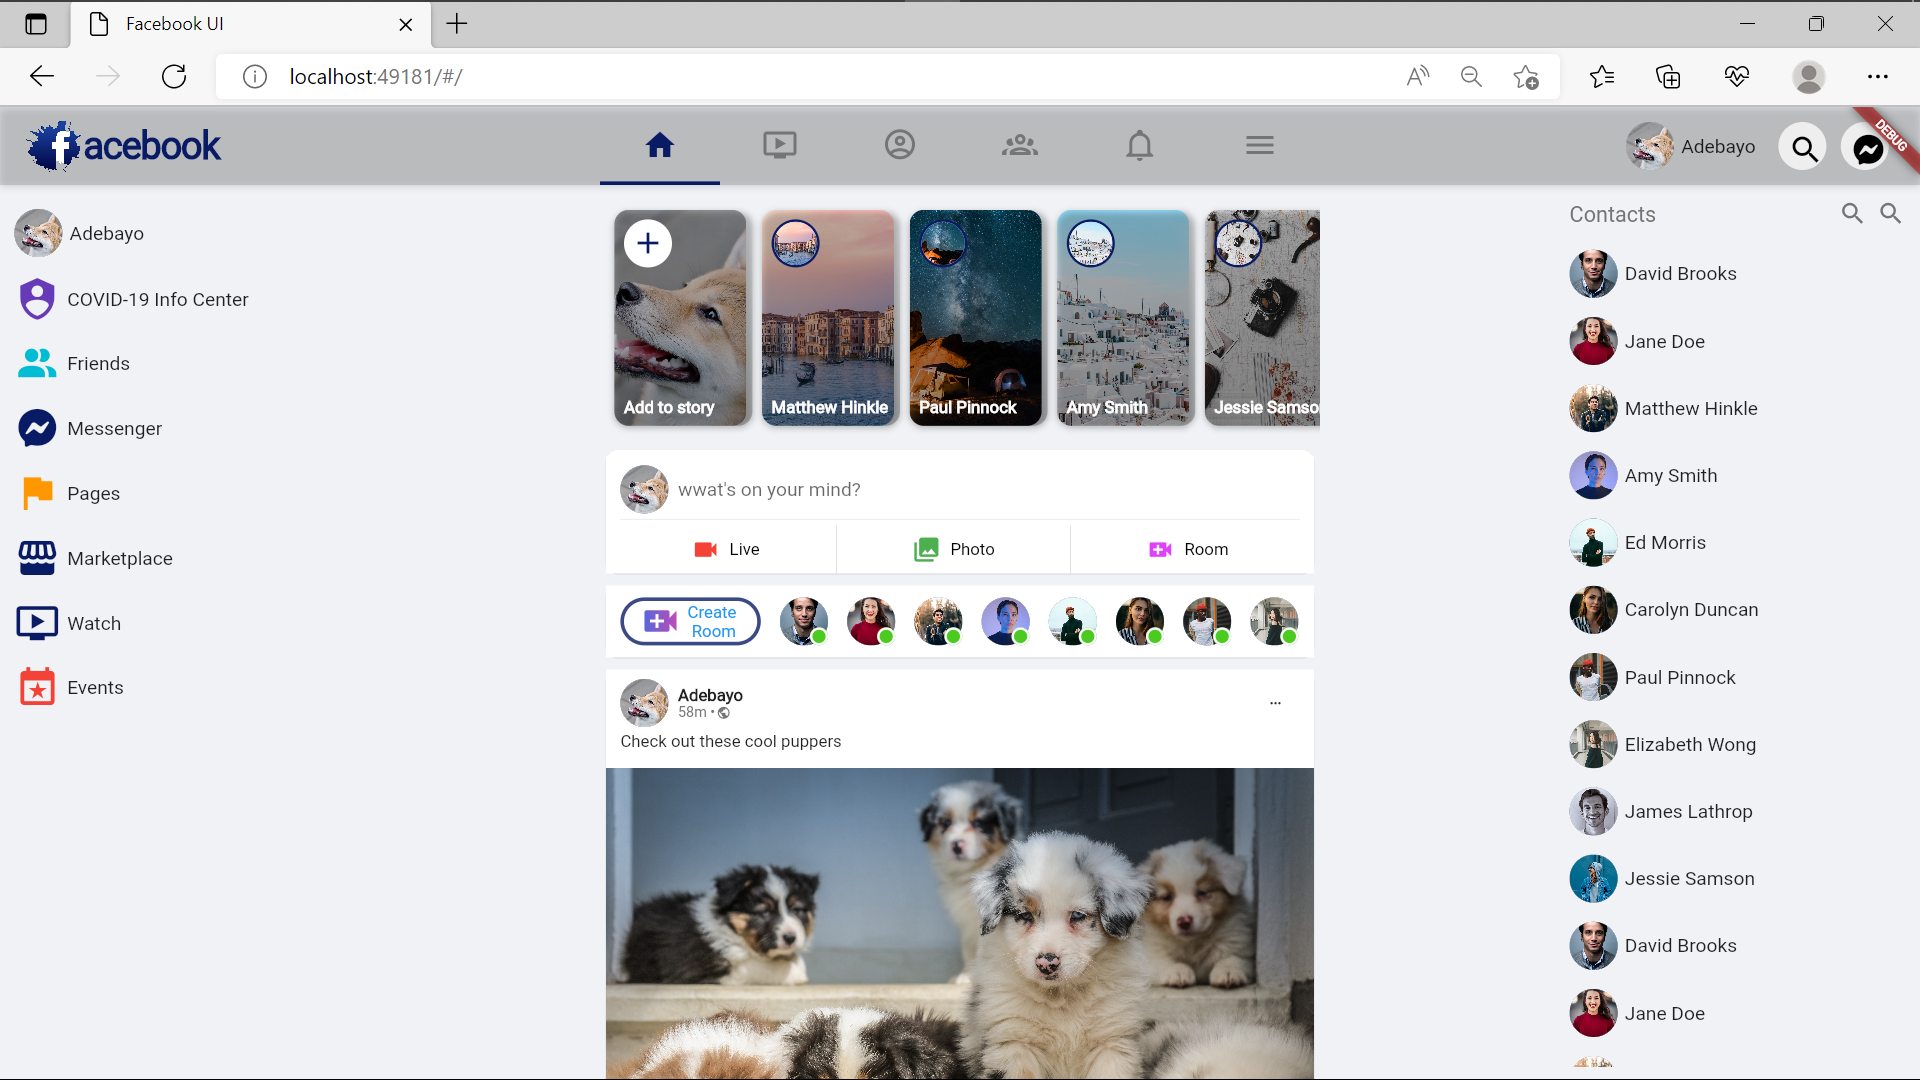 Facebook UI
localhost:49181/#/
facebook
Adebayo
DEBUG
Adebayo
COVID-19 Info Center
Friends
Messenger
Pages
Marketplace
Watch
Events
Add to story
Matthew Hinkle
Paul Pinnock
Amy Smith
Jessie Samso
wwat's on your mind?
Live
Photo
Room
Create
Room
Adebayo
58m •
Check out these cool puppers
Contacts
David Brooks
Jane Doe
Matthew Hinkle
Amy Smith
Ed Morris
Carolyn Duncan
Paul Pinnock
Elizabeth Wong
James Lathrop
Jessie Samson
David Brooks
Jane Doe